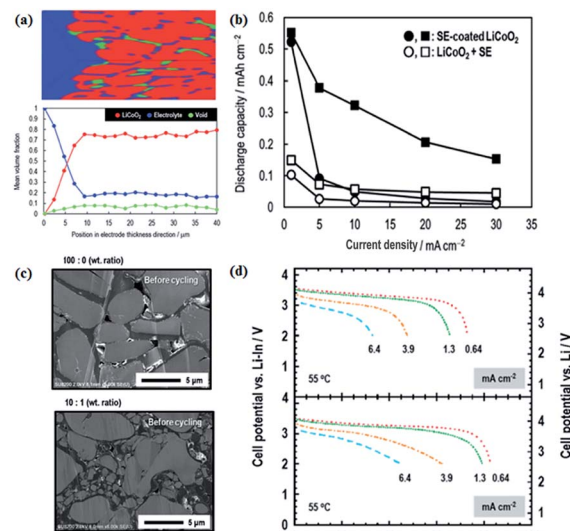 (a)
LiCoO₂ Electrolyte Void
Mean volume fraction
1
0.9
0.8
0.7
0.6
0.5
0.4
0.3
0.2
0.1
0
0 5 10 15 20 25 30 35 40
Position in electrode thickness direction / μm
(b)
●, ■: SE-coated LiCoO₂
○, □: LiCoO₂ + SE
Discharge capacity / mAh cm⁻²
0.6
0.5
0.4
0.3
0.2
0.1
0
0 5 10 15 20 25 30 35
Current density / mA cm⁻²
(c)
100 : 0 (wt. ratio)
Before cycling
5 μm
10 : 1 (wt. ratio)
Before cycling
5 μm
(d)
Cell potential vs. Li-In / V
Cell potential vs. Li / V
4
3
2
1
4
3
2
1
6.4 3.9 1.3 0.64
55 °C
mA cm⁻²
4
3
2
1
0
4
3
2
1
6.4 3.9 1.3 0.64
55 °C
mA cm⁻²